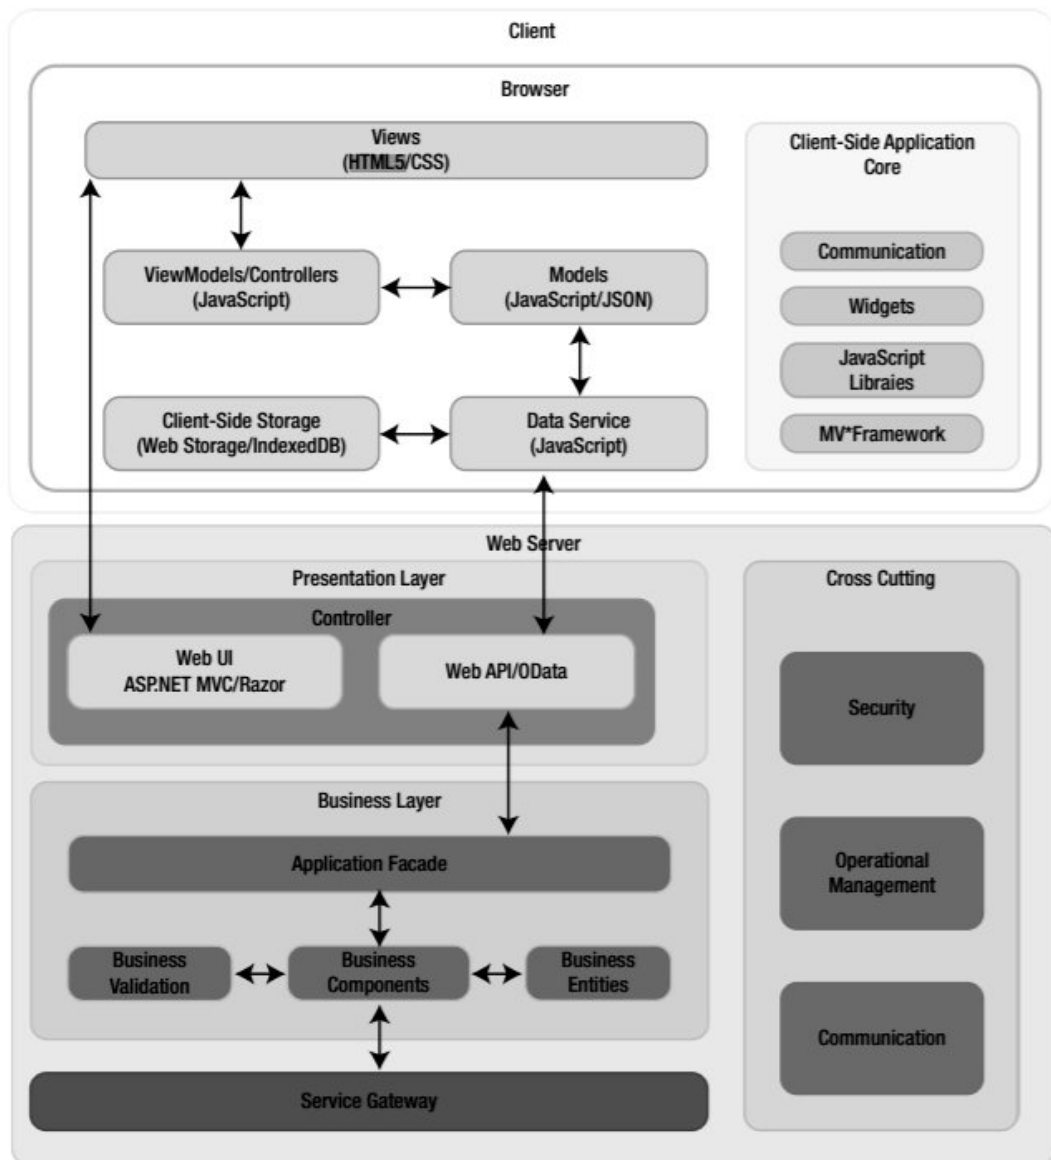 Client
Browser
Views
(HTML5/CSS)
Client-Side Application
Core
ViewModels/Controllers
(JavaScript)
Models
(JavaScript/JSON)
Communication
Widgets
JavaScript
Libraies
MV*Framework
Client-Side Storage
(Web Storage/IndexedDB)
Data Service
(JavaScript)
Web Server
Presentation Layer
Controller
Web UI
ASP.NET MVC/Razor
Web API/OData
Cross Cutting
Security
Operational
Management
Communication
Business Layer
Application Facade
Business
Validation
Business
Components
Business
Entities
Service Gateway